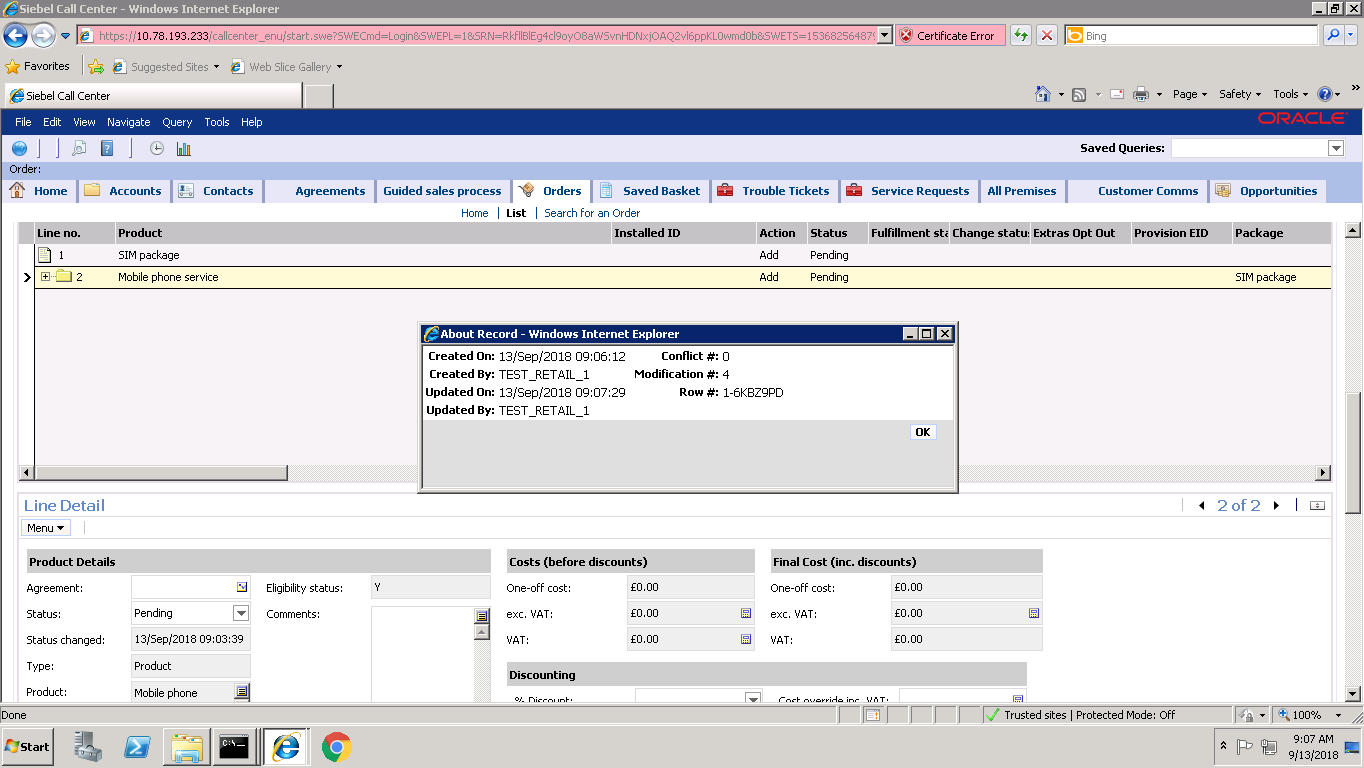 Siebel Call Center - Windows Internet Explorer
https://10.78.193.233/callcenter_enu/start.swe?SWECmd=Login&SWEPL=1&SRN=
Certificate Error
Bing
Favorites
Suggested Sites
Web Slice Gallery
Siebel Call Center
Page
Safety
Tools
File Edit View Navigate Query Tools Help
ORACLE
Saved Queries:
Order:
Home
Accounts
Contacts
Agreements
Guided sales process
Orders
Saved Basket
Trouble Tickets
Service Requests
All Premises
Customer Comms
Opportunities
Home | List | Search for an Order
Line no. Product Installed ID Action Status Fulfillment sta Change statu Extras Opt Out Provision EID Package
1 SIM package Add Pending
2 Mobile phone service Add Pending SIM package
About Record - Windows Internet Explorer
Created On: 13/Sep/2018 09:06:12 Conflict #: 0
Created By: TEST_RETAIL_1 Modification #: 4
Updated On: 13/Sep/2018 09:07:29 Row #: 1-6KBZ9PD
Updated By: TEST_RETAIL_1
OK
Line Detail
2 of 2
Menu
Product Details
Costs (before discounts)
Final Cost (inc. discounts)
Agreement:
Eligibility status: Y
One-off cost: £0.00
One-off cost: £0.00
Status: Pending
Comments:
exc. VAT: £0.00
exc. VAT: £0.00
Status changed: 13/Sep/2018 09:03:39
VAT: £0.00
VAT: £0.00
Type: Product
Discounting
Product: Mobile phone
% Discount:
Cost override inc. VAT:
Done
Trusted sites | Protected Mode: Off
100%
Start
C:\
9:07 AM
9/13/2018